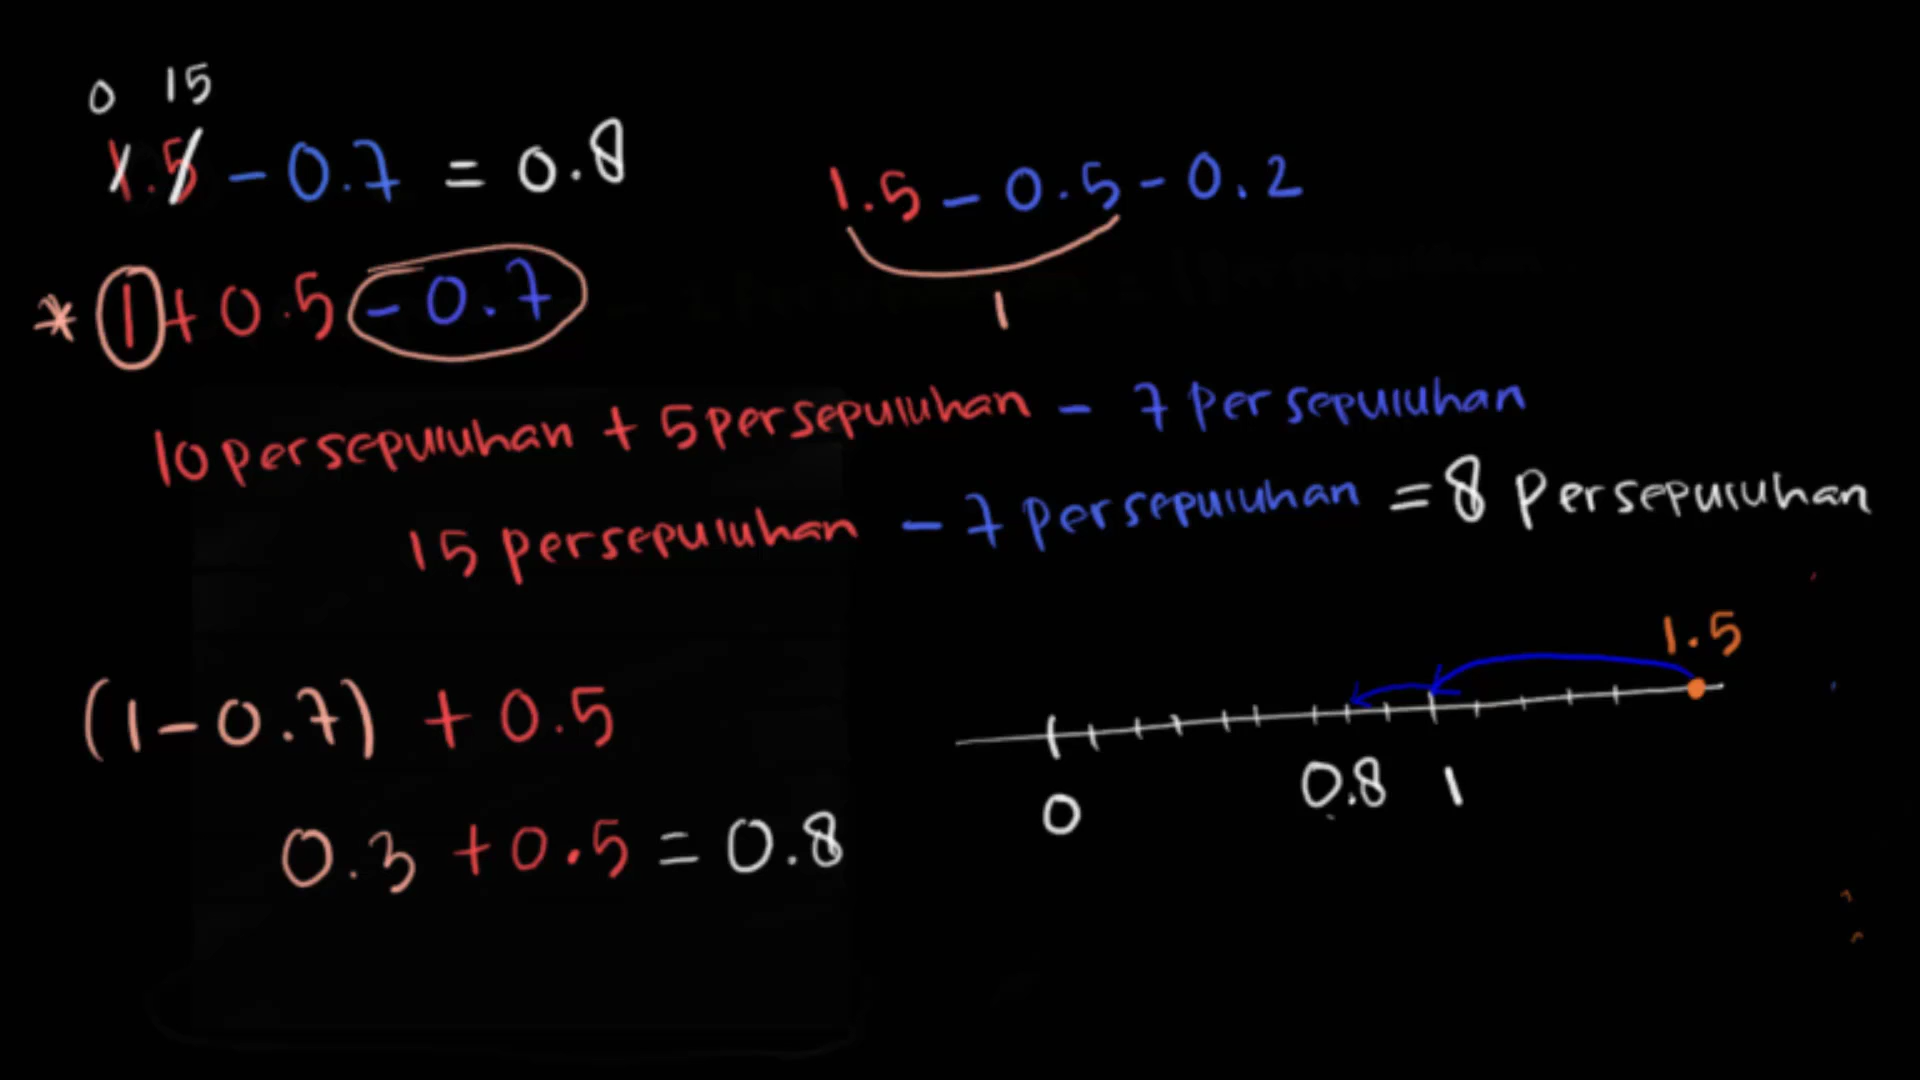 0 15
1.5 - 0.7 = 0.8
1.5 - 0.5 - 0.2
1
* 1 + 0.5 - 0.7
10 persepuluhan + 5 persepuluhan - 7 persepuluhan
15 persepuluhan - 7 persepuluhan = 8 persepuluhan
(1 - 0.7) + 0.5
0.3 + 0.5 = 0.8
1.5
0 0.8 1